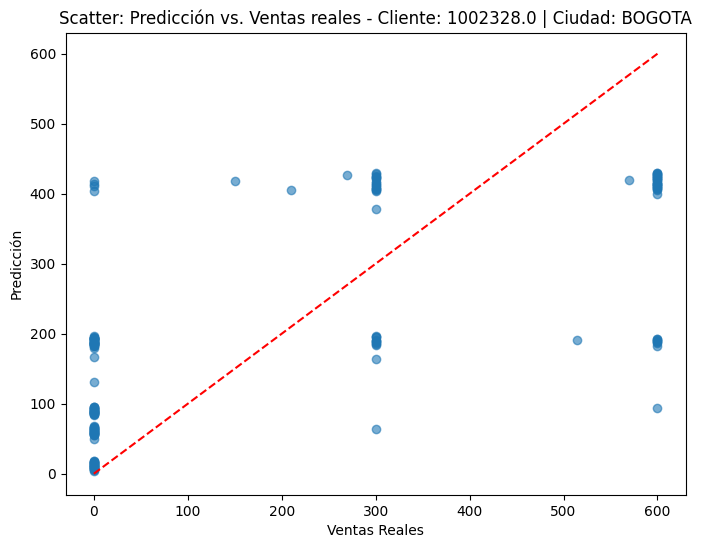 Scatter: Predicción vs. Ventas reales - Cliente: 1002328.0 | Ciudad: BOGOTA
600
500
400
300
200
100
0
Predicción
0 100 200 300 400 500 600
Ventas Reales